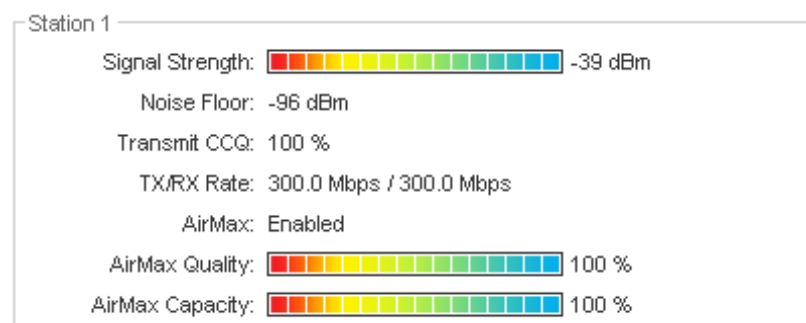 Station 1
Signal Strength: -39 dBm
Noise Floor: -96 dBm
Transmit CCQ: 100 %
TX/RX Rate: 300.0 Mbps / 300.0 Mbps
AirMax: Enabled
AirMax Quality: 100 %
AirMax Capacity: 100 %